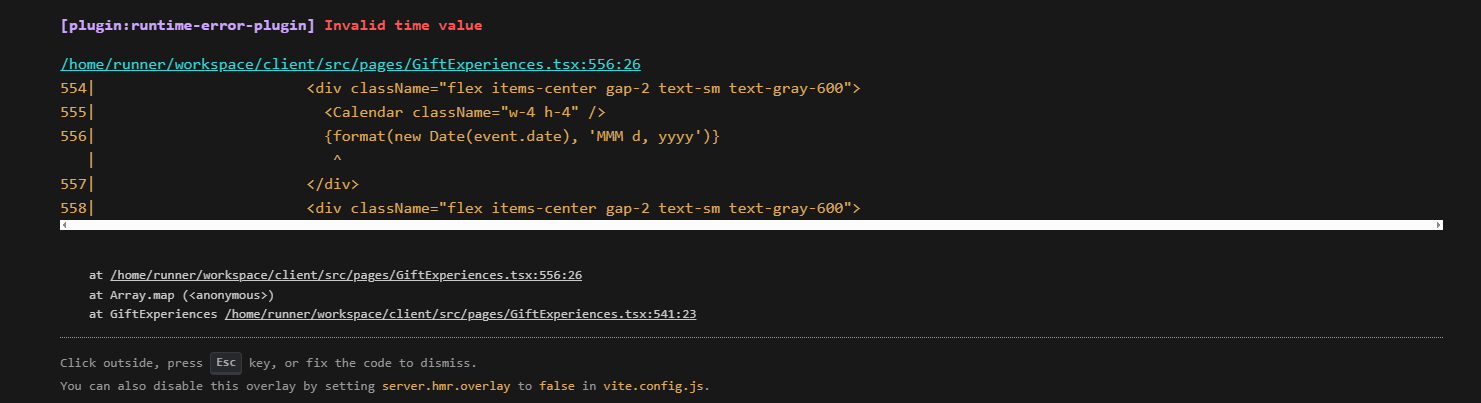 [plugin:runtime-error-plugin] Invalid time value
/home/runner/workspace/client/src/pages/GiftExperiences.tsx:556:26
554|                        <div className="flex items-center gap-2 text-sm text-gray-600">
555|                          <Calendar className="w-4 h-4" />
556|                          {format(new Date(event.date), 'MMM d, yyyy')}
   |                           ^
557|                        </div>
558|                        <div className="flex items-center gap-2 text-sm text-gray-600">
at /home/runner/workspace/client/src/pages/GiftExperiences.tsx:556:26
at Array.map (<anonymous>)
at GiftExperiences /home/runner/workspace/client/src/pages/GiftExperiences.tsx:541:23
Click outside, press Esc key, or fix the code to dismiss.
You can also disable this overlay by setting server.hmr.overlay to false in vite.config.js.